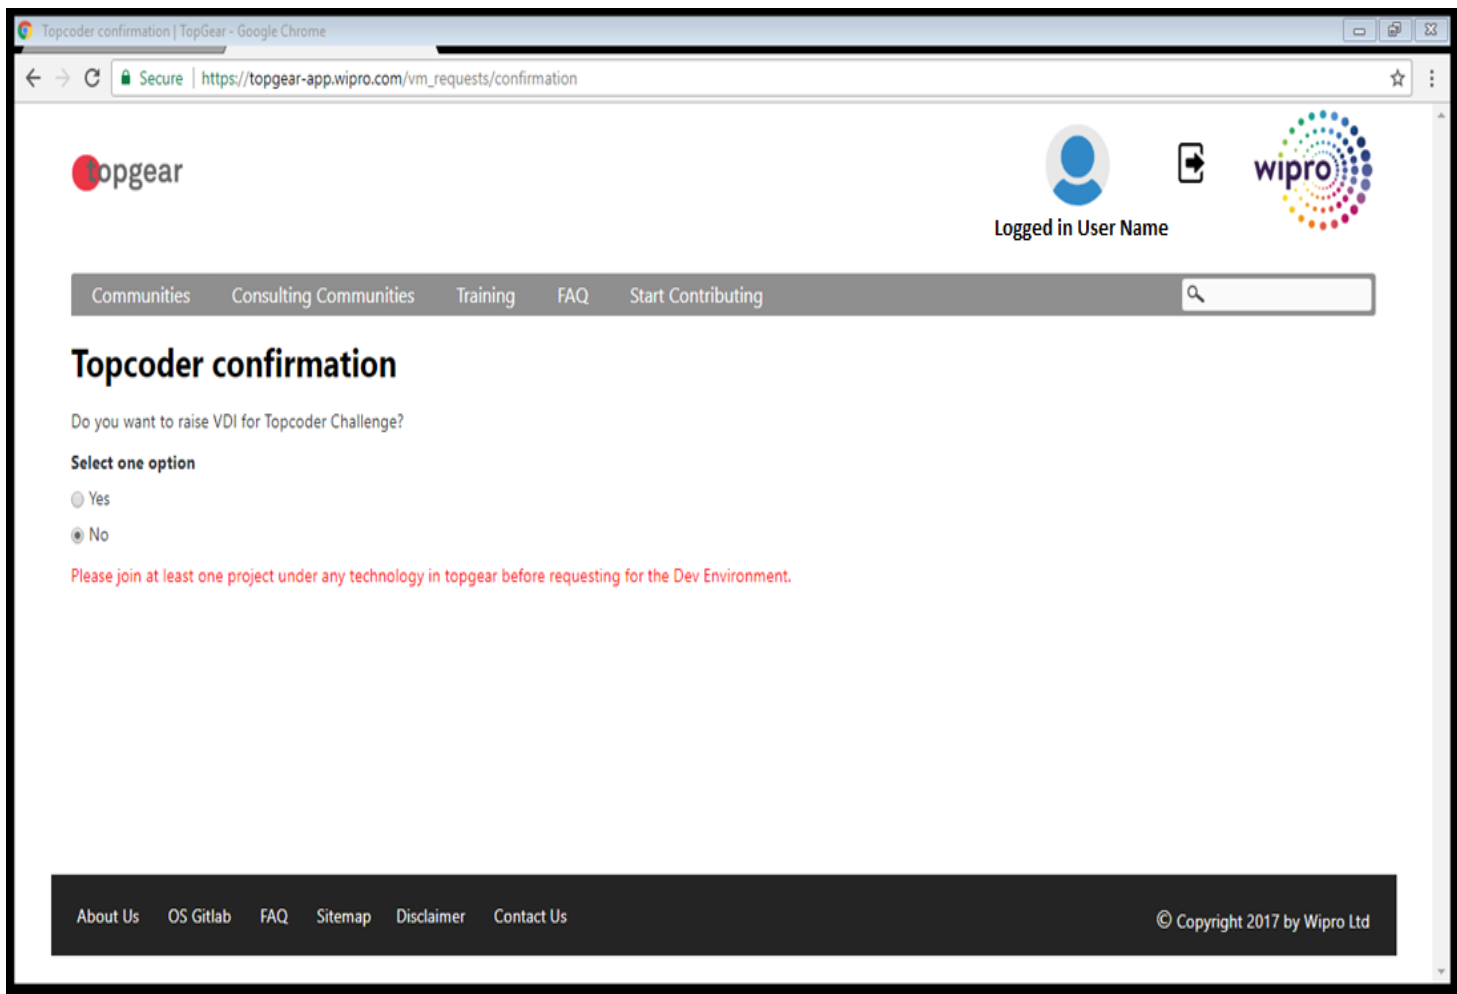 Topcoder confirmation | TopGear - Google Chrome
Secure | https://topgear-app.wipro.com/vm_requests/confirmation
topgear
wipro
Logged in User Name
Communities Consulting Communities Training FAQ Start Contributing
Topcoder confirmation
Do you want to raise VDI for Topcoder Challenge?
Select one option
Yes
No
Please join at least one project under any technology in topgear before requesting for the Dev Environment.
About Us OS Gitlab FAQ Sitemap Disclaimer Contact Us
© Copyright 2017 by Wipro Ltd